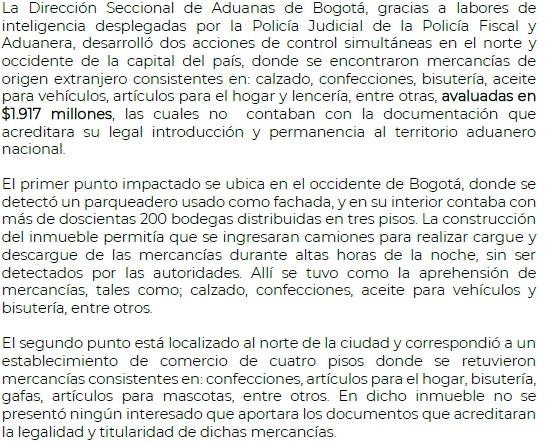 La Dirección Seccional de Aduanas de Bogotá, gracias a labores de
inteligencia desplegadas por la Policía Judicial de la Policía Fiscal y
Aduanera, desarrolló dos acciones de control simultáneas en el norte y
occidente de la capital del país, donde se encontraron mercancías de
origen extranjero consistentes en: calzado, confecciones, bisutería, aceite
para vehículos, artículos para el hogar y lencería, entre otras, avaluadas en
$1.917 millones, las cuales no contaban con la documentación que
acreditara su legal introducción y permanencia al territorio aduanero
nacional.
El primer punto impactado se ubica en el occidente de Bogotá, donde se
detectó un parqueadero usado como fachada, y en su interior contaba con
más de doscientas 200 bodegas distribuidas en tres pisos. La construcción
del inmueble permitía que se ingresaran camiones para realizar cargue y
descargue de las mercancías durante altas horas de la noche, sin ser
detectados por las autoridades. Allí se tuvo como la aprehensión de
mercancías, tales como; calzado, confecciones, aceite para vehículos y
bisutería, entre otros.
El segundo punto está localizado al norte de la ciudad y correspondió a un
establecimiento de comercio de cuatro pisos donde se retuvieron
mercancías consistentes en: confecciones, artículos para el hogar, bisutería,
gafas, artículos para mascotas, entre otros. En dicho inmueble no se
presentó ningún interesado que aportara los documentos que acreditaran
la legalidad y titularidad de dichas mercancías.